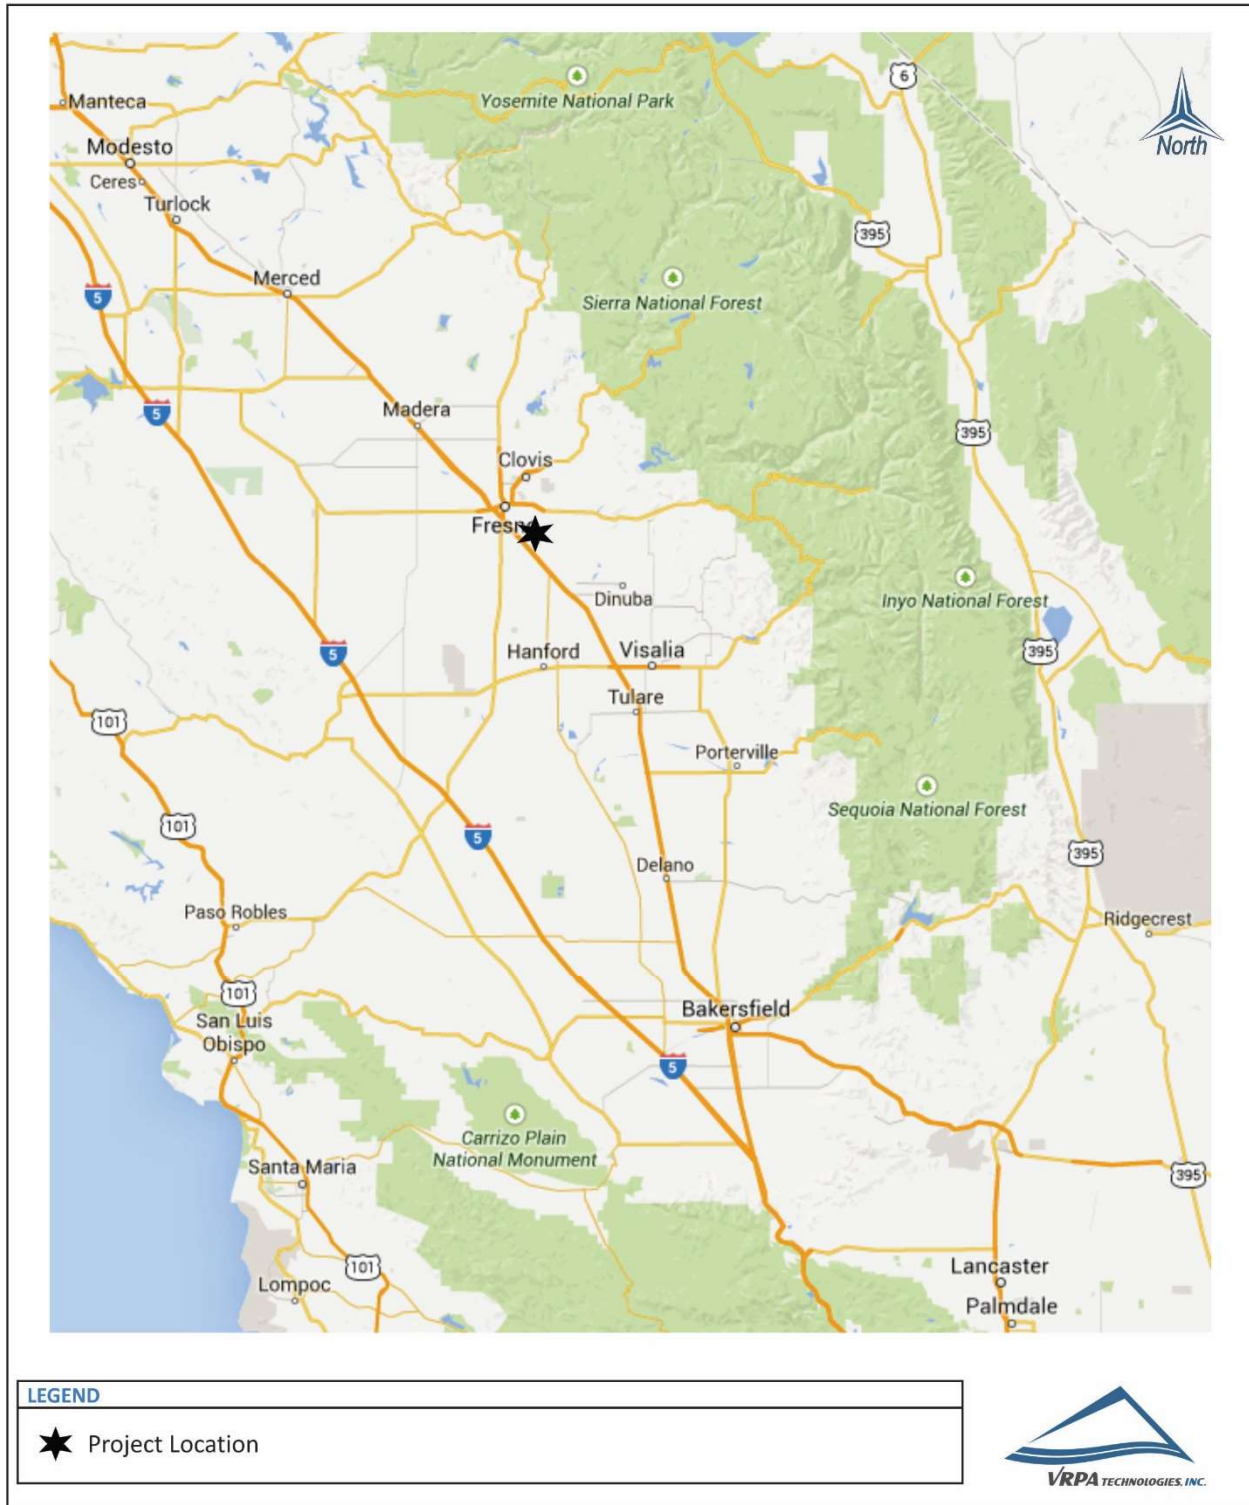 Yosemite National Park
6
Manteca
North
Modesto
Ceres
Turlock
395
Merced
Sierra National Forest
5
5
Madera
395
Clovis
Fresn
Dinuba
Inyo National Forest
Hanford
Visalia
5
395
Tulare
101
Porterville
Sequoia National Forest
101
5
395
Delano
Paso Robles
Ridgecrest
101
Bakersfield
San Luis
Obispo
5
Carrizo Plain
National Monument
Santa Maria
395
101
Lancaster
Lompoc
Palmdale
LEGEND
Project Location
VRPA TECHNOLOGIES, INC.